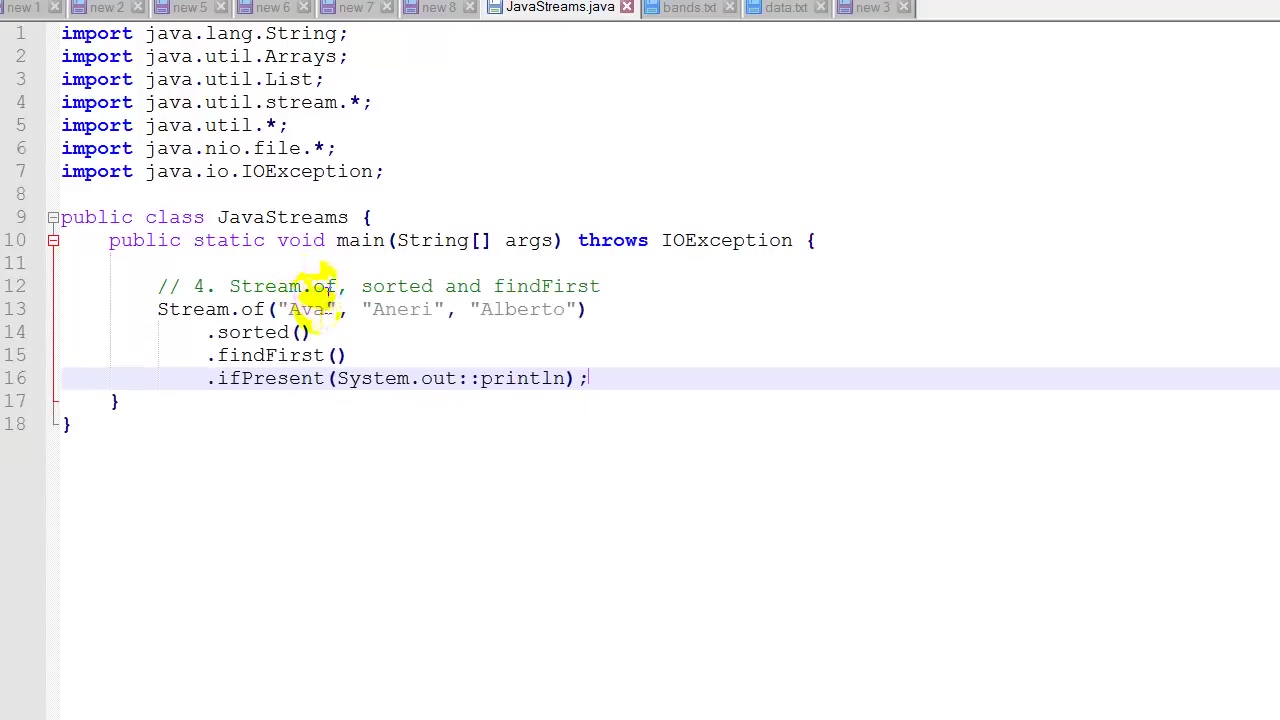 new 1 new 2 new 5 new 6 new 7 new 8 JavaStreams.java bands.txt data.txt new 3
1 import java.lang.String;
2 import java.util.Arrays;
3 import java.util.List;
4 import java.util.stream.*;
5 import java.util.*;
6 import java.nio.file.*;
7 import java.io.IOException;
8
9 public class JavaStreams {
10 public static void main(String[] args) throws IOException {
11
12 // 4. Stream.of, sorted and findFirst
13 Stream.of("Ava", "Aneri", "Alberto")
14 .sorted()
15 .findFirst()
16 .ifPresent(System.out::println);
17 }
18 }